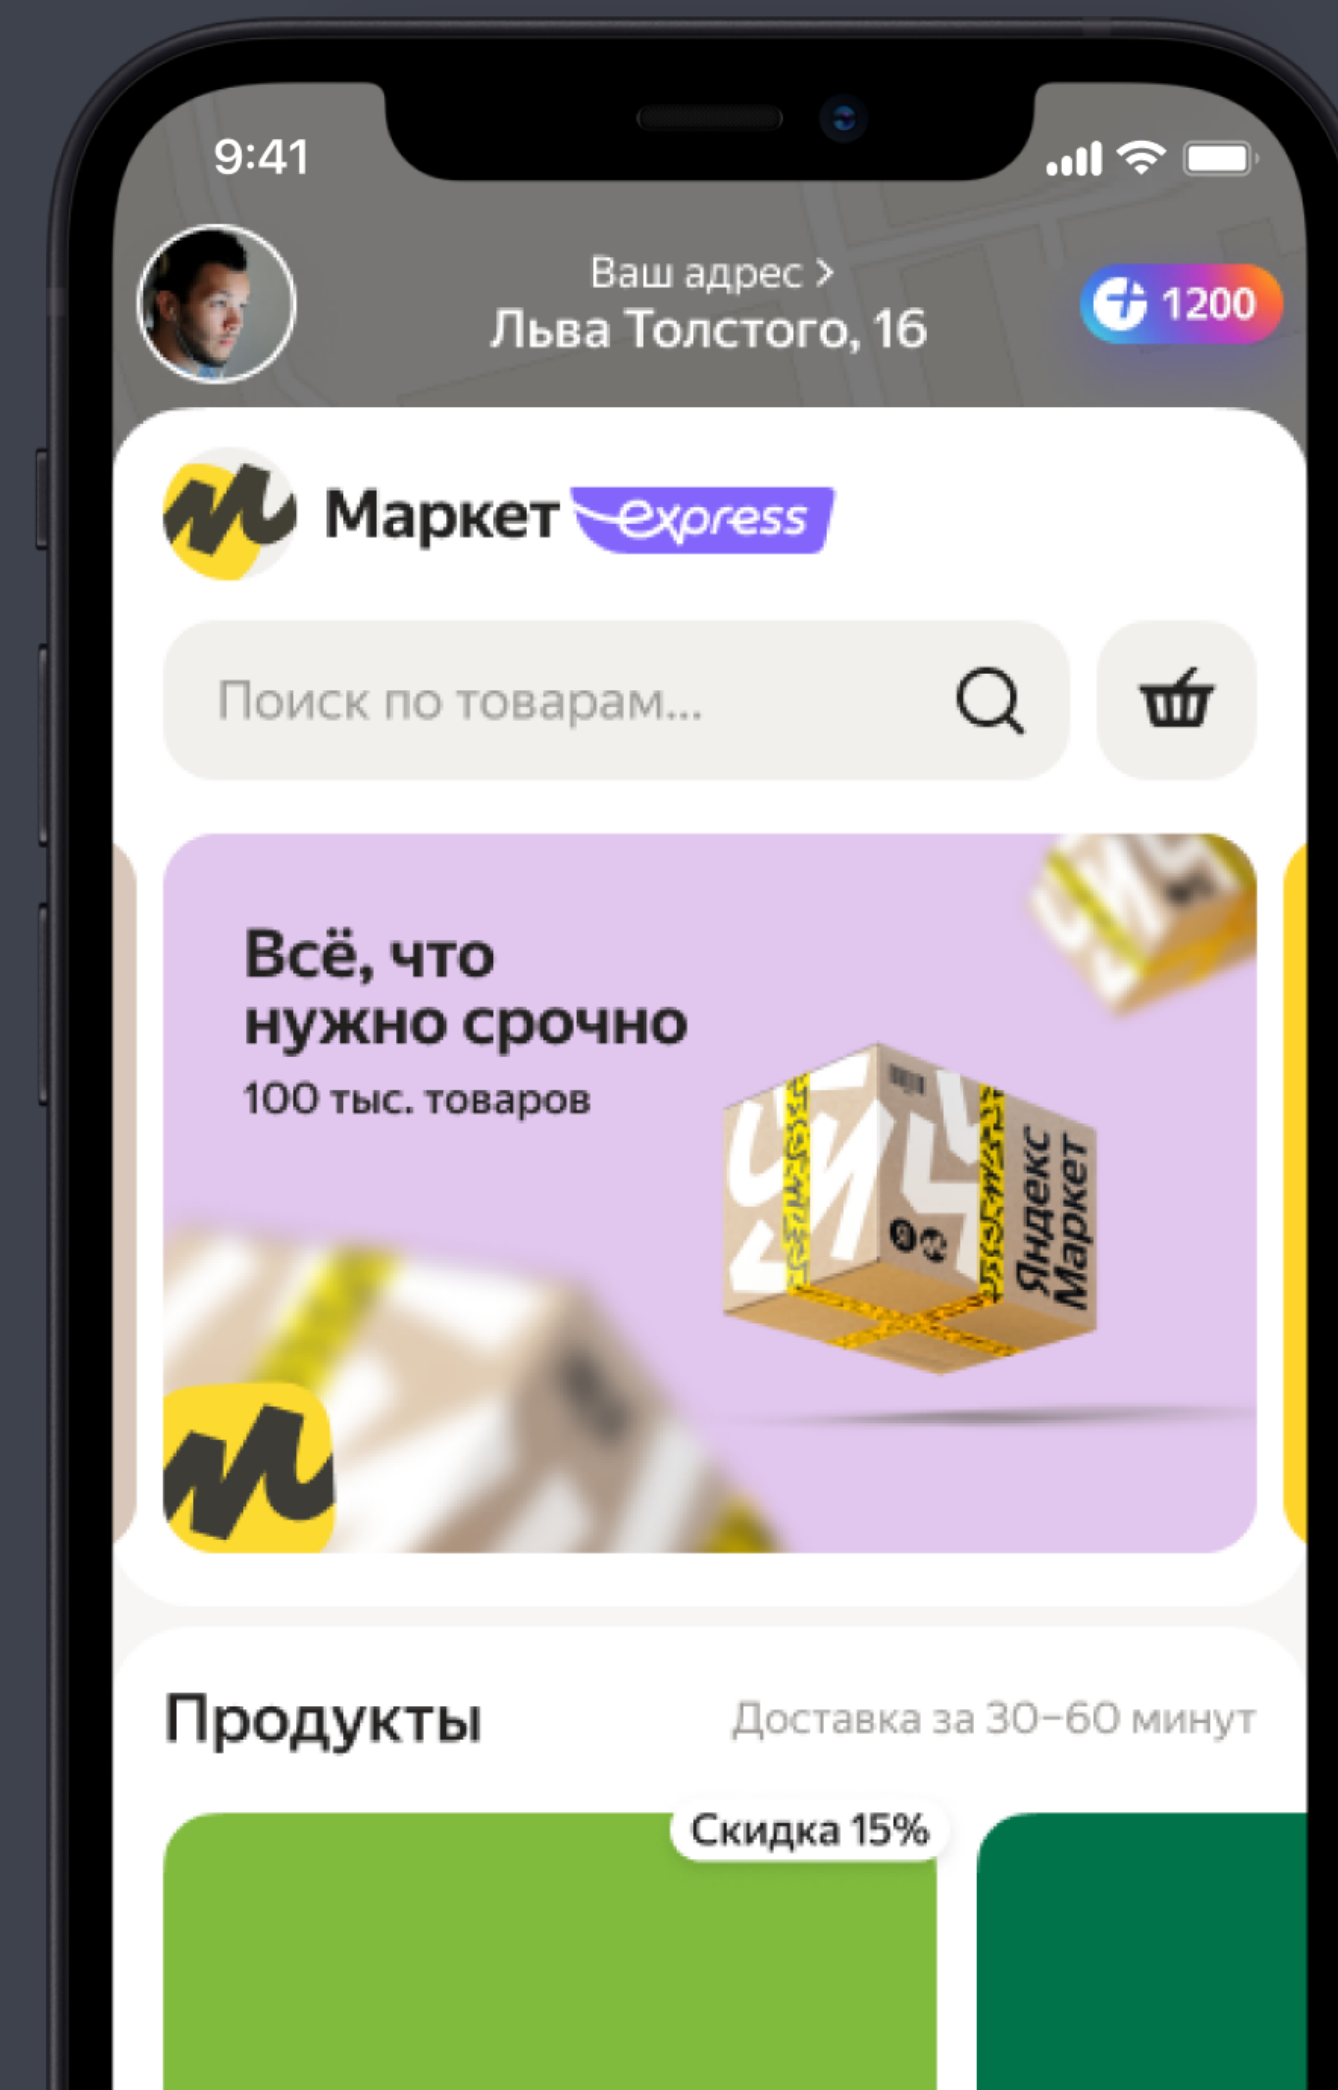 9:41
Ваш адрес >
Льва Толстого, 16
1200
Маркет express
Поиск по товарам...
Всё, что
нужно срочно
100 тыс. товаров
Яндекс
Маркет
Продукты
Доставка за 30–60 минут
Скидка 15%